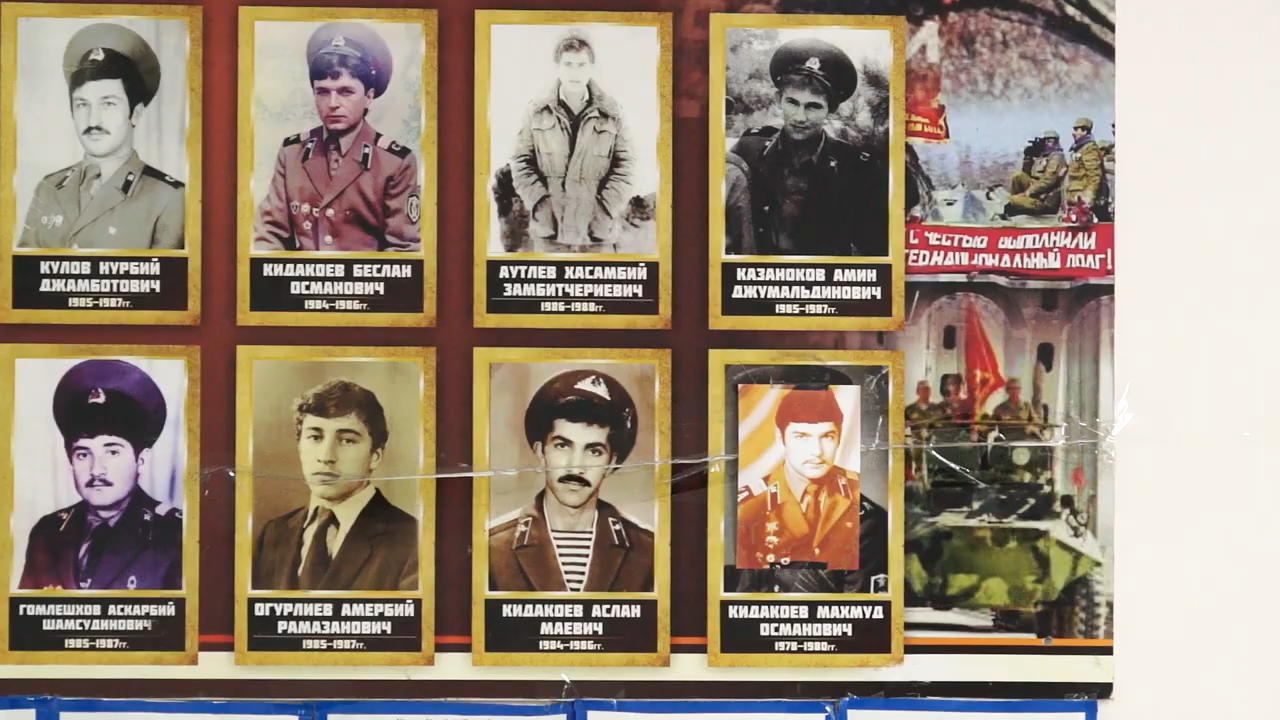 КУЛОВ НУРБИЙ
ДЖАМБОТОВИЧ
1985-1987гг.
КИДАКОЕВ БЕСЛАН
ОСМАНОВИЧ
1984-1986гг.
АУТЛЕВ ХАСАМБИЙ
ЗАМБИТЧЕРИЕВИЧ
1986-1988гг.
КАЗАНОКОВ АМИН
ДЖУМАЛЬДИНОВИЧ
1985-1987гг.
С ЧЕСТЬЮ ВЫПОЛНИЛИ
ТЕРНАЦИОНАЛЬНЫЙ ДОЛГ!
ГОМЛЕШХОВ АСКАРБИЙ
ШАМСУДИНОВИЧ
1985-1987гг.
ОГУРЛИЕВ АМЕРБИЙ
РАМАЗАНОВИЧ
1985-1987гг.
КИДАКОЕВ АСЛАН
МАЕВИЧ
1984-1986гг.
КИДАКОЕВ МАХМУД
ОСМАНОВИЧ
1978-1980гг.